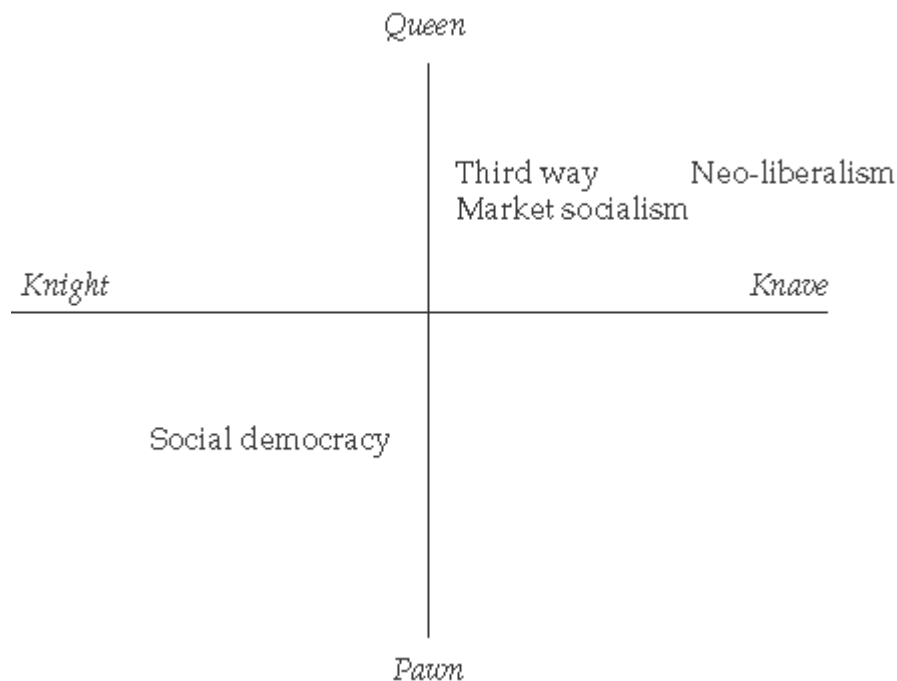 Queen
Third way Neo-liberalism
Market socialism
Knight Knave
Social democracy
Pawn